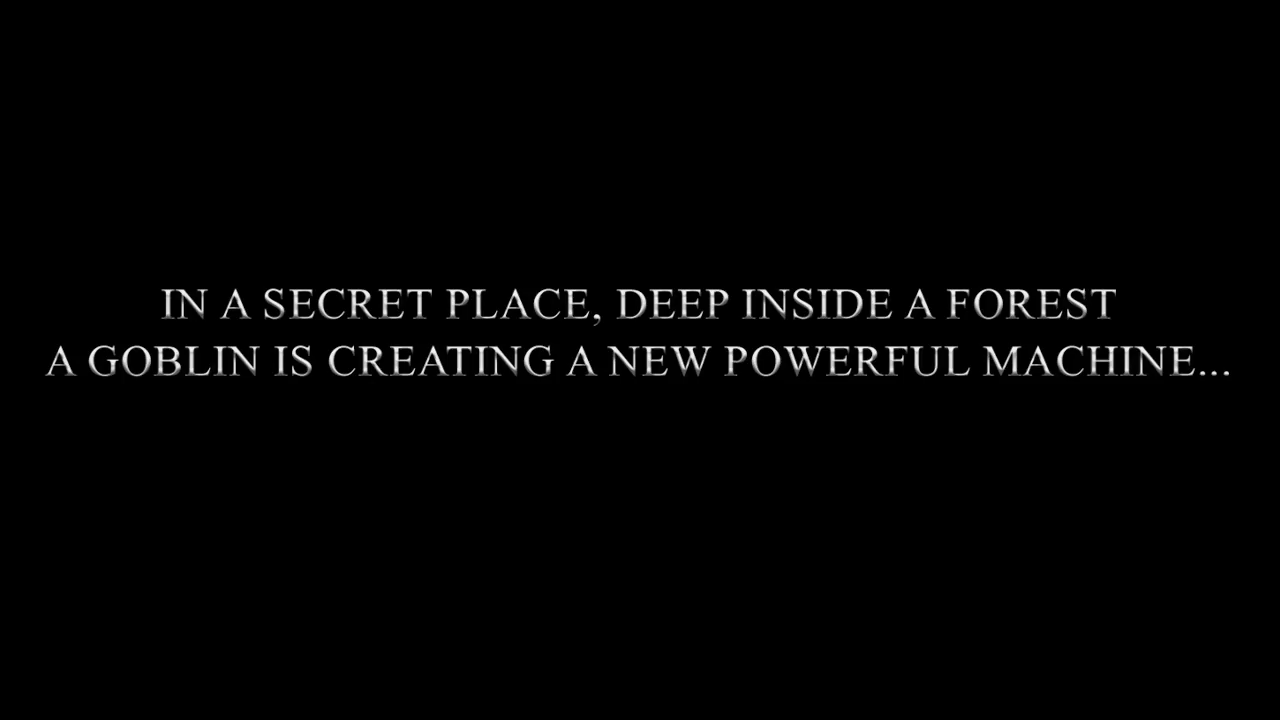 IN A SECRET PLACE, DEEP INSIDE A FOREST
A GOBLIN IS CREATING A NEW POWERFUL MACHINE...